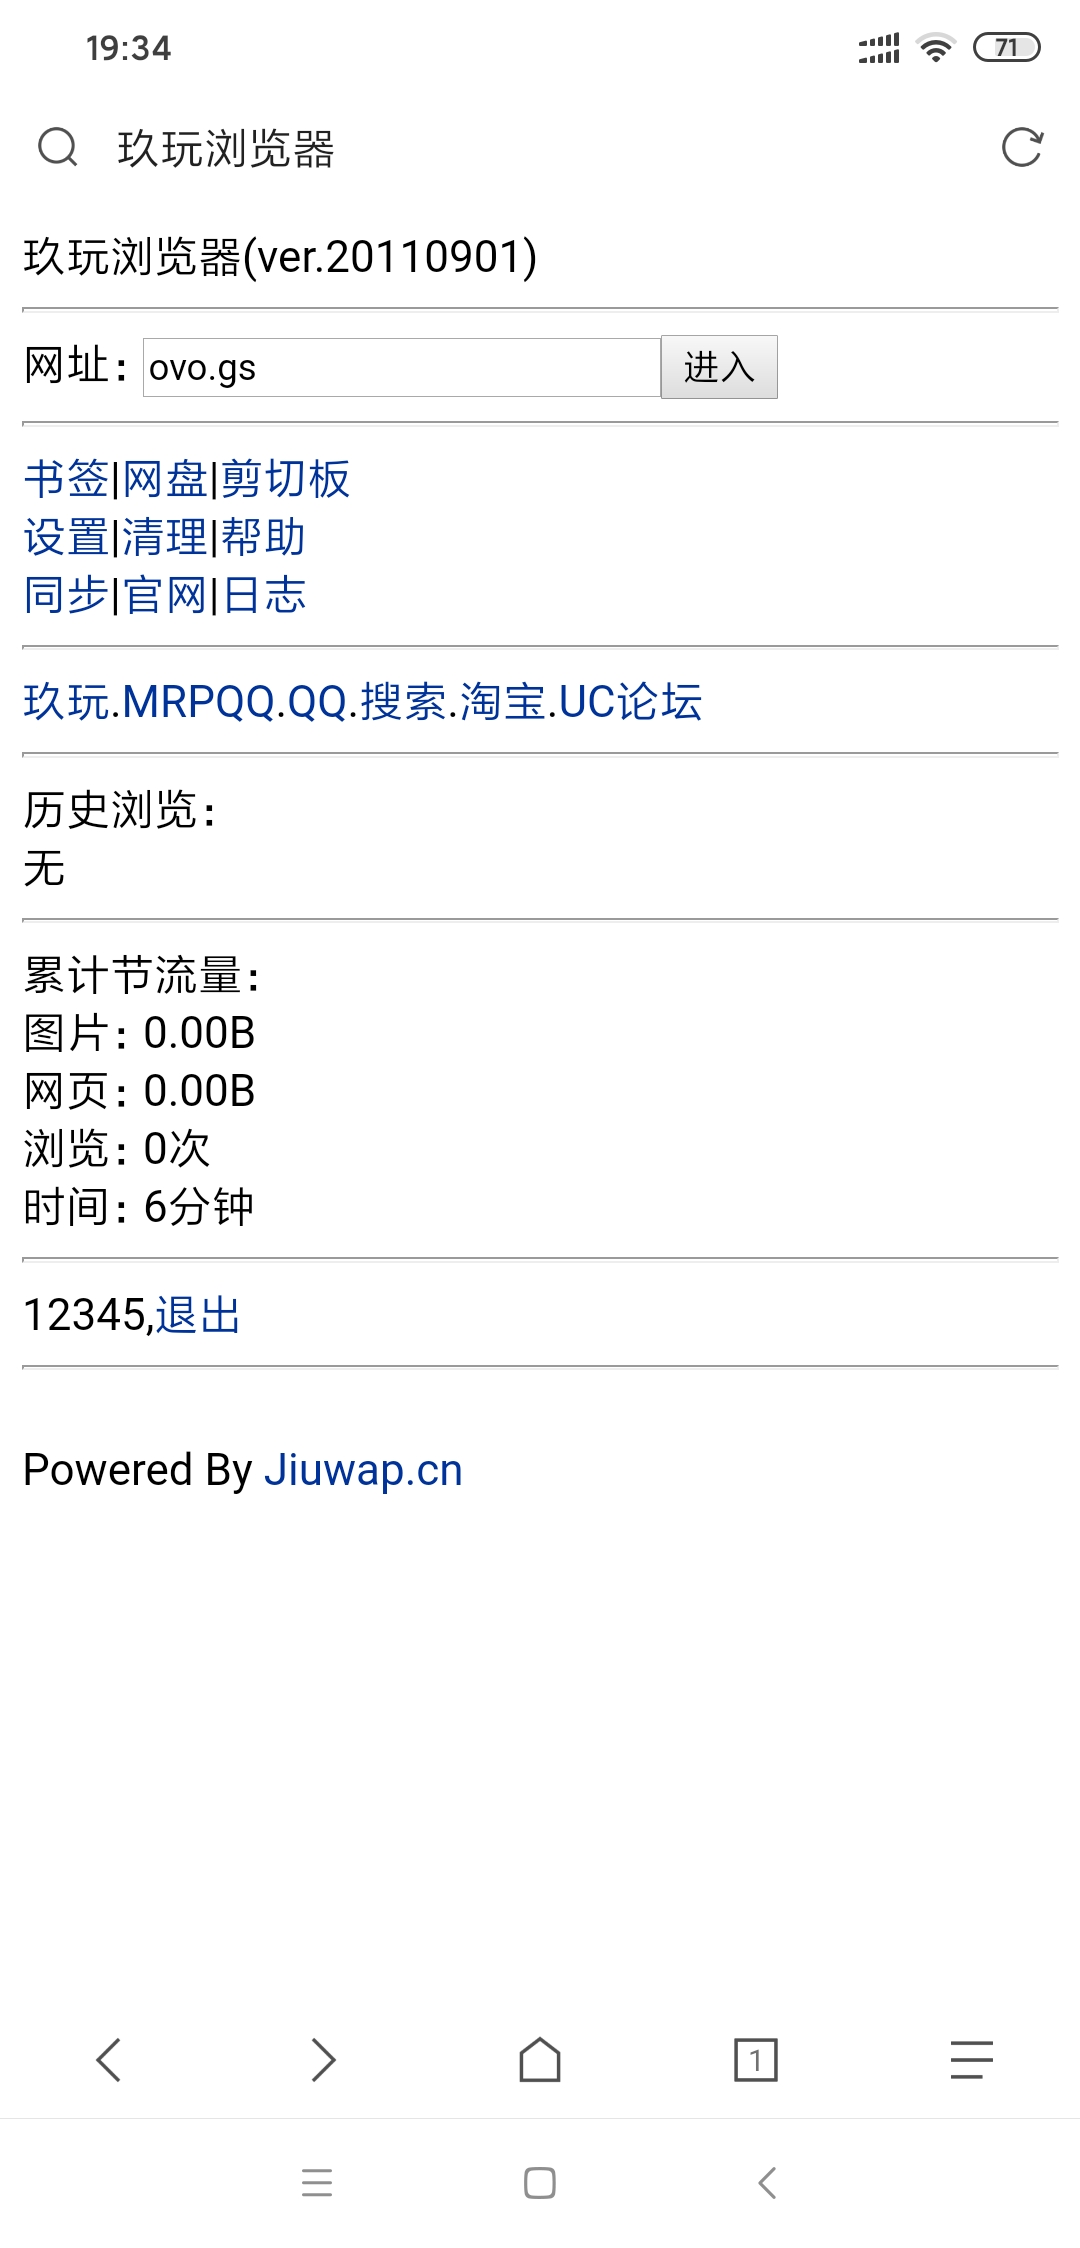 19:34
71
玖玩浏览器
玖玩浏览器(ver.20110901)
网址：ovo.gs 进入
书签|网盘|剪切板
设置|清理|帮助
同步|官网|日志
玖玩.MRPQQ.QQ.搜索.淘宝.UC论坛
历史浏览：
无
累计节流量：
图片：0.00B
网页：0.00B
浏览：0次
时间：6分钟
12345,退出
Powered By Jiuwap.cn
1